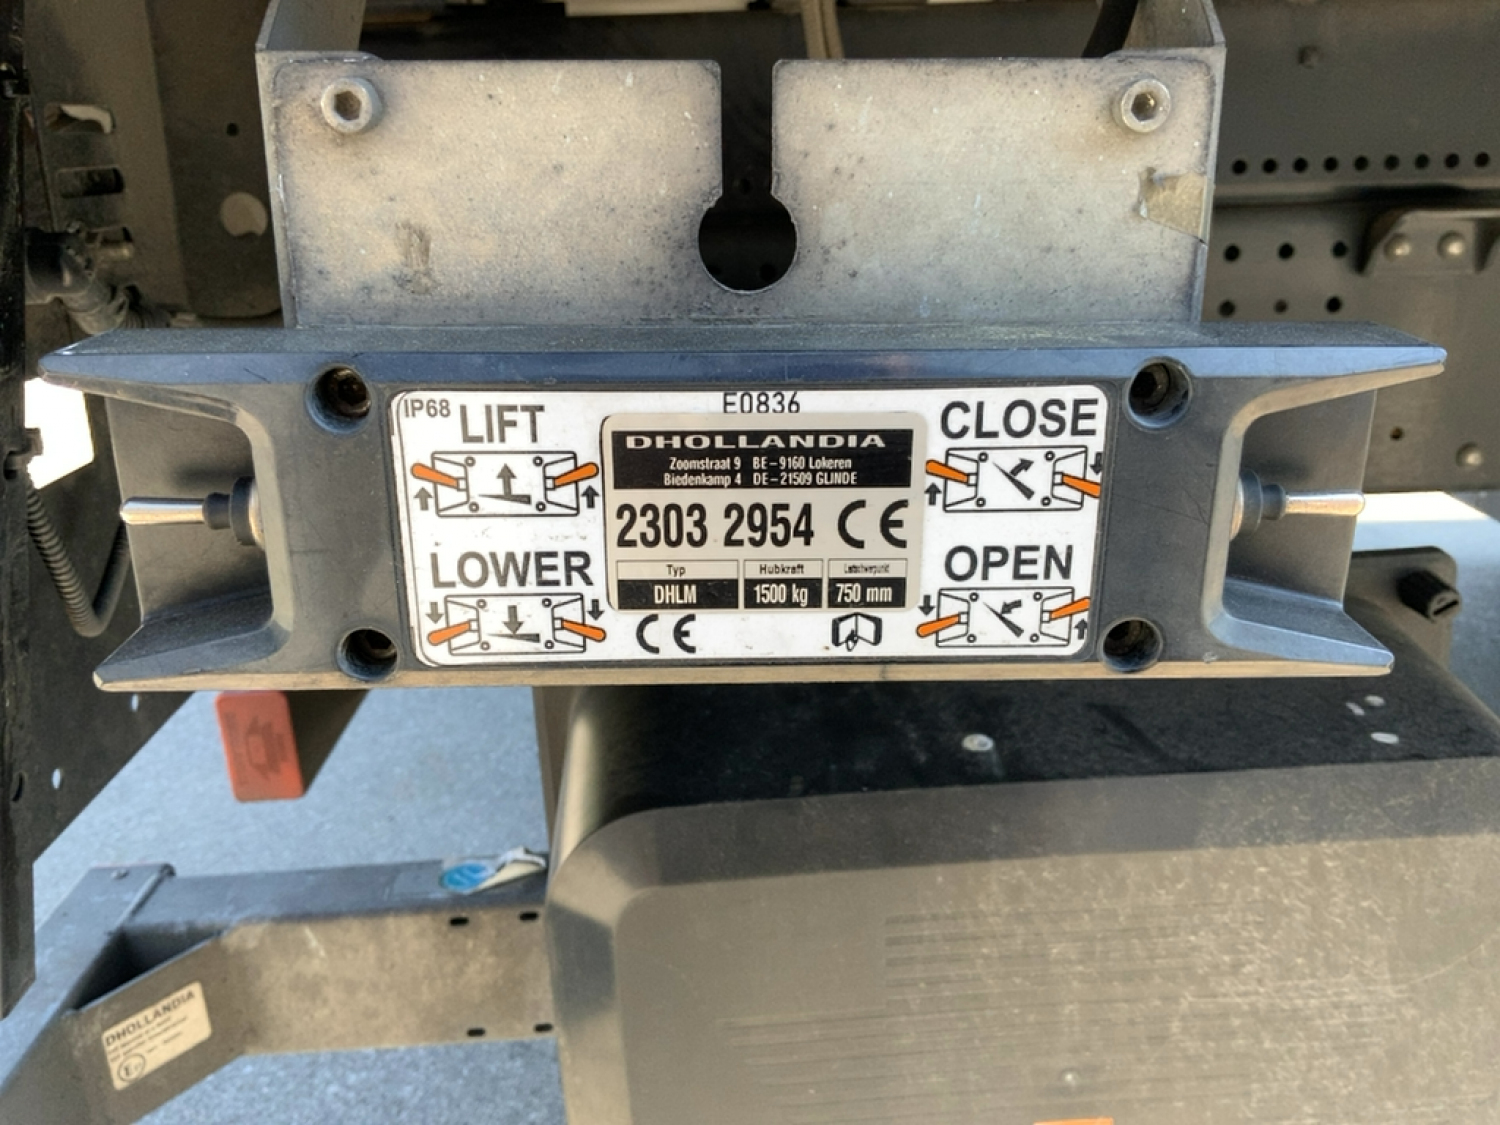 IP68
LIFT
E0836
CLOSE
DHOLLANDIA
Zoomstraat 9 BE-9160 Lokeren
Biedenkamp 4 DE-21509 GLINDE
2303 2954 CE
LOWER
OPEN
Typ Hubkraft Lastschwerpunkt
DHLM 1500 kg 750 mm
CE
DHOLLANDIA